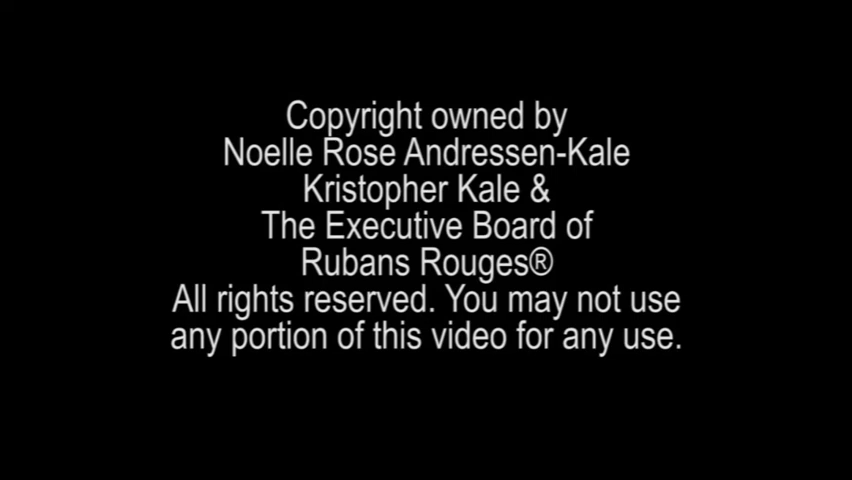 Copyright owned by
Noelle Rose Andressen-Kale
Kristopher Kale &
The Executive Board of
Rubans Rouges®
All rights reserved. You may not use
any portion of this video for any use.